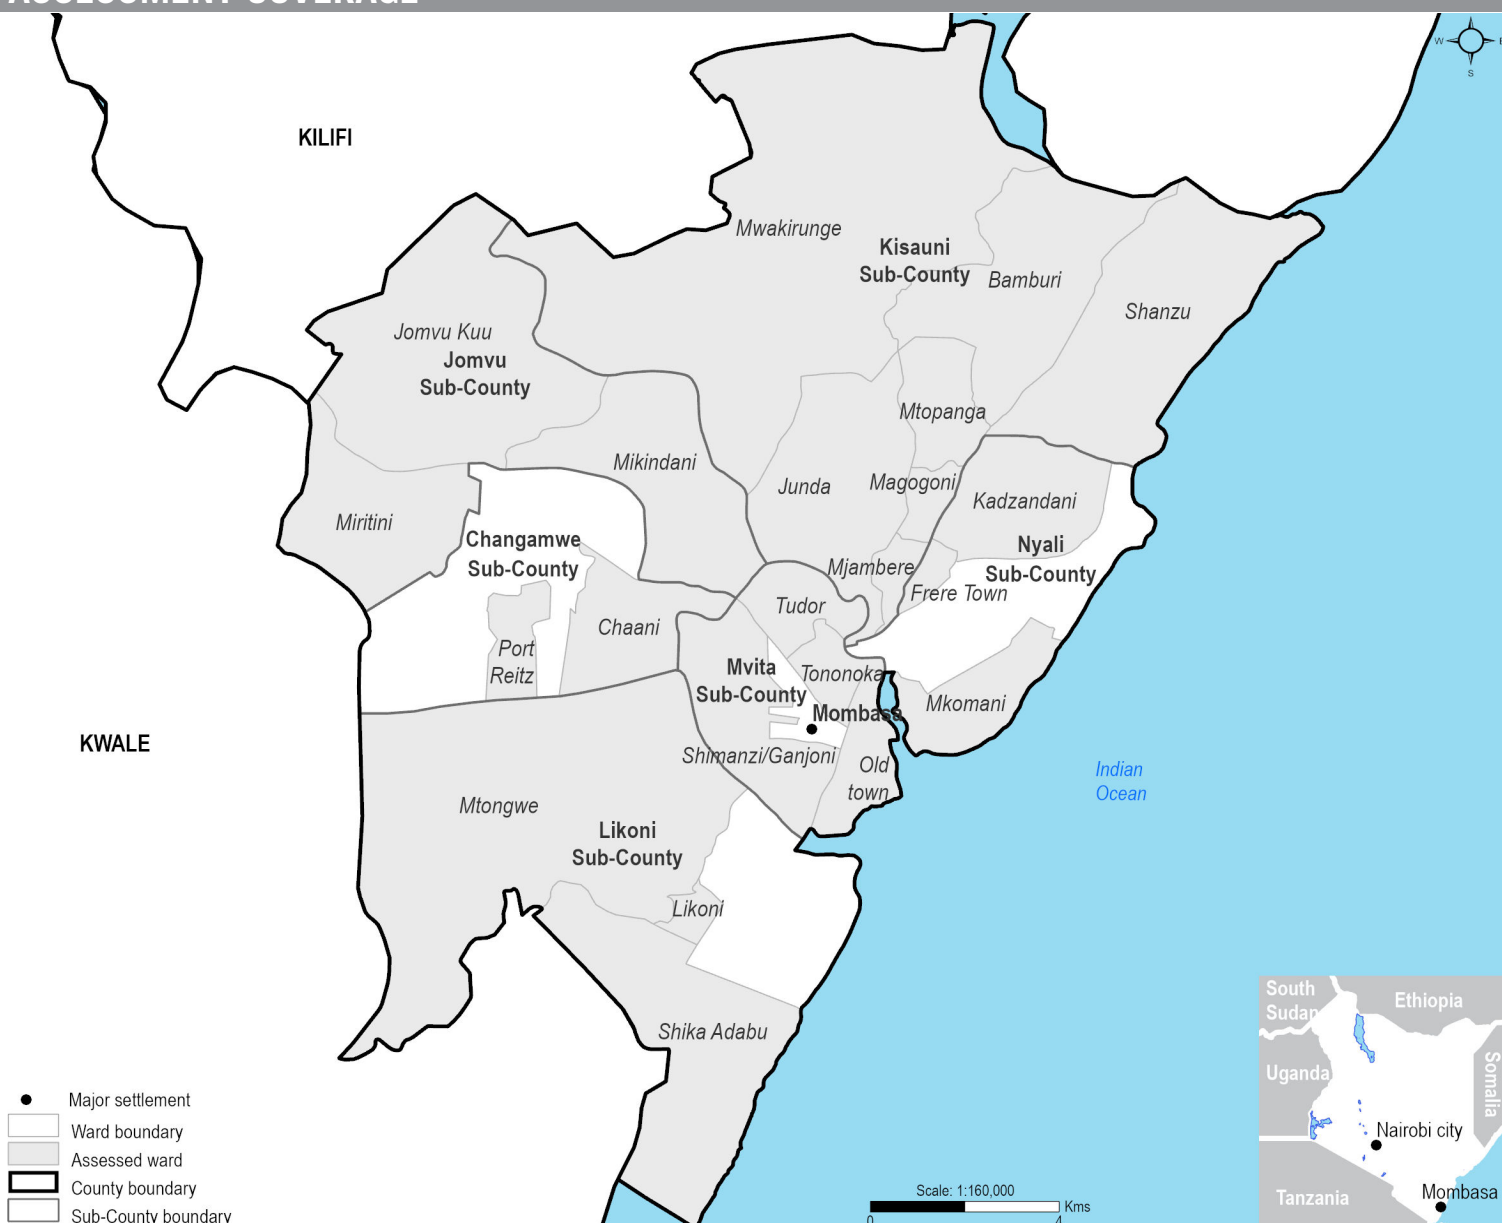 ASSESSMENT COVERAGE
W
E
S
KILIFI
Mwakirunge
Kisauni
Sub-County
Bamburi
Shanzu
Jomvu Kuu
Jomvu
Sub-County
Mtopanga
Mikindani
Junda
Magogoni
Kadzandani
Miritini
Changamwe
Sub-County
Nyali
Sub-County
Mjambere
Frere Town
Tudor
Chaani
Port
Reitz
Mvita
Sub-County
Tononoka
Mkomani
Mombasa
KWALE
Shimanzi/Ganjoni
Old
town
Indian
Ocean
Mtongwe
Likoni
Sub-County
Likoni
Shika Adabu
Major settlement
Ward boundary
Assessed ward
County boundary
Sub-County boundary
Scale: 1:160,000
Kms
0
4
South
Sudan
Ethiopia
Uganda
Somalia
Nairobi city
Tanzania
Mombasa